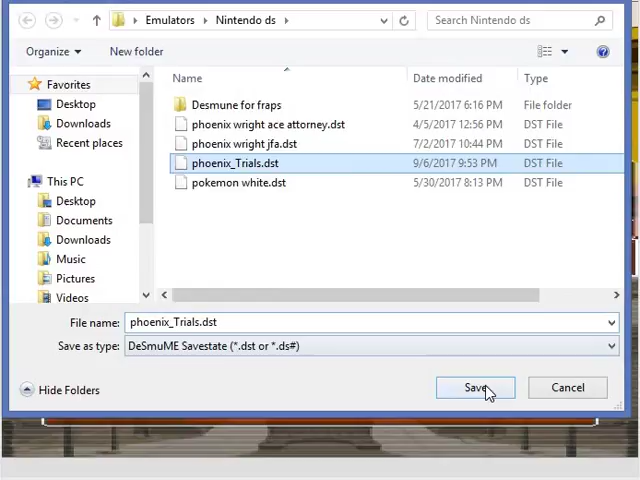 Emulators Nintendo ds Search Nintendo ds
Organize New folder
Name Date modified Type
Favorites
Desktop
Downloads
Recent places
This PC
Desktop
Documents
Downloads
Music
Pictures
Videos
Desmune for fraps 5/21/2017 6:16 PM File folder
phoenix wright ace attorney.dst 4/5/2017 12:56 PM DST File
phoenix wright jfa.dst 7/2/2017 10:44 PM DST File
phoenix_Trials.dst 9/6/2017 9:53 PM DST File
pokemon white.dst 5/30/2017 8:13 PM DST File
File name: phoenix_Trials.dst
Save as type: DeSmuME Savestate (*.dst or *.ds#)
Hide Folders Save Cancel